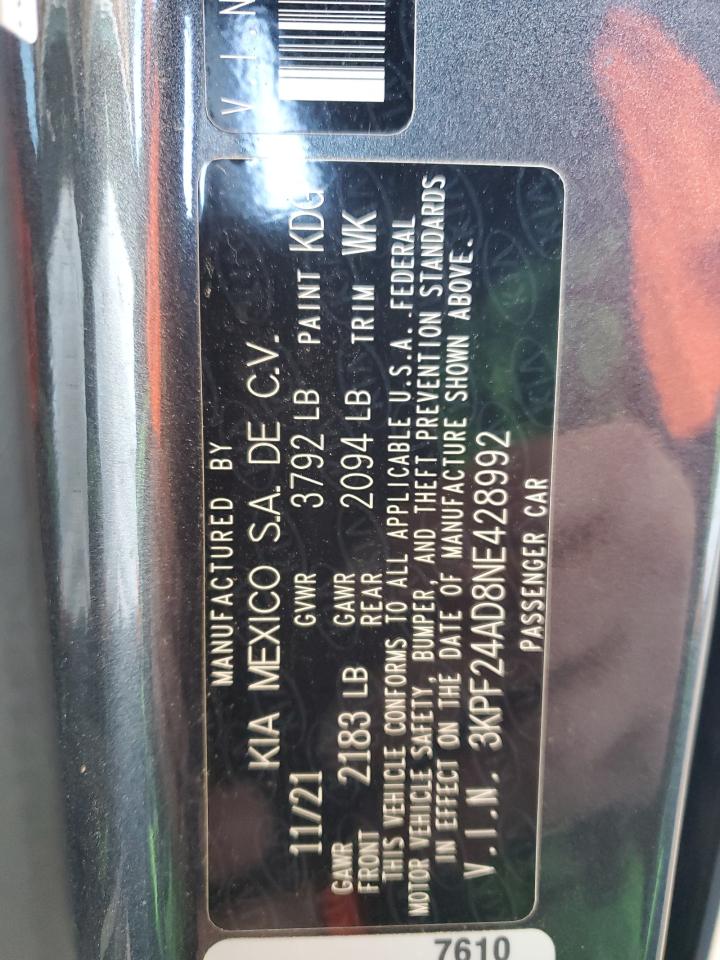 VIN
MANUFACTURED BY
KIA MEXICO S.A. DE C.V.
11/21 GVWR 3792 LB PAINT KDG
GAWR FRONT 2183 LB GAWR REAR 2094 LB TRIM WK
THIS VEHICLE CONFORMS TO ALL APPLICABLE U.S.A. FEDERAL
MOTOR VEHICLE SAFETY, BUMPER, AND THEFT PREVENTION STANDARDS
IN EFFECT ON THE DATE OF MANUFACTURE SHOWN ABOVE.
V.I.N. 3KPF24AD8NE428992
PASSENGER CAR
7610